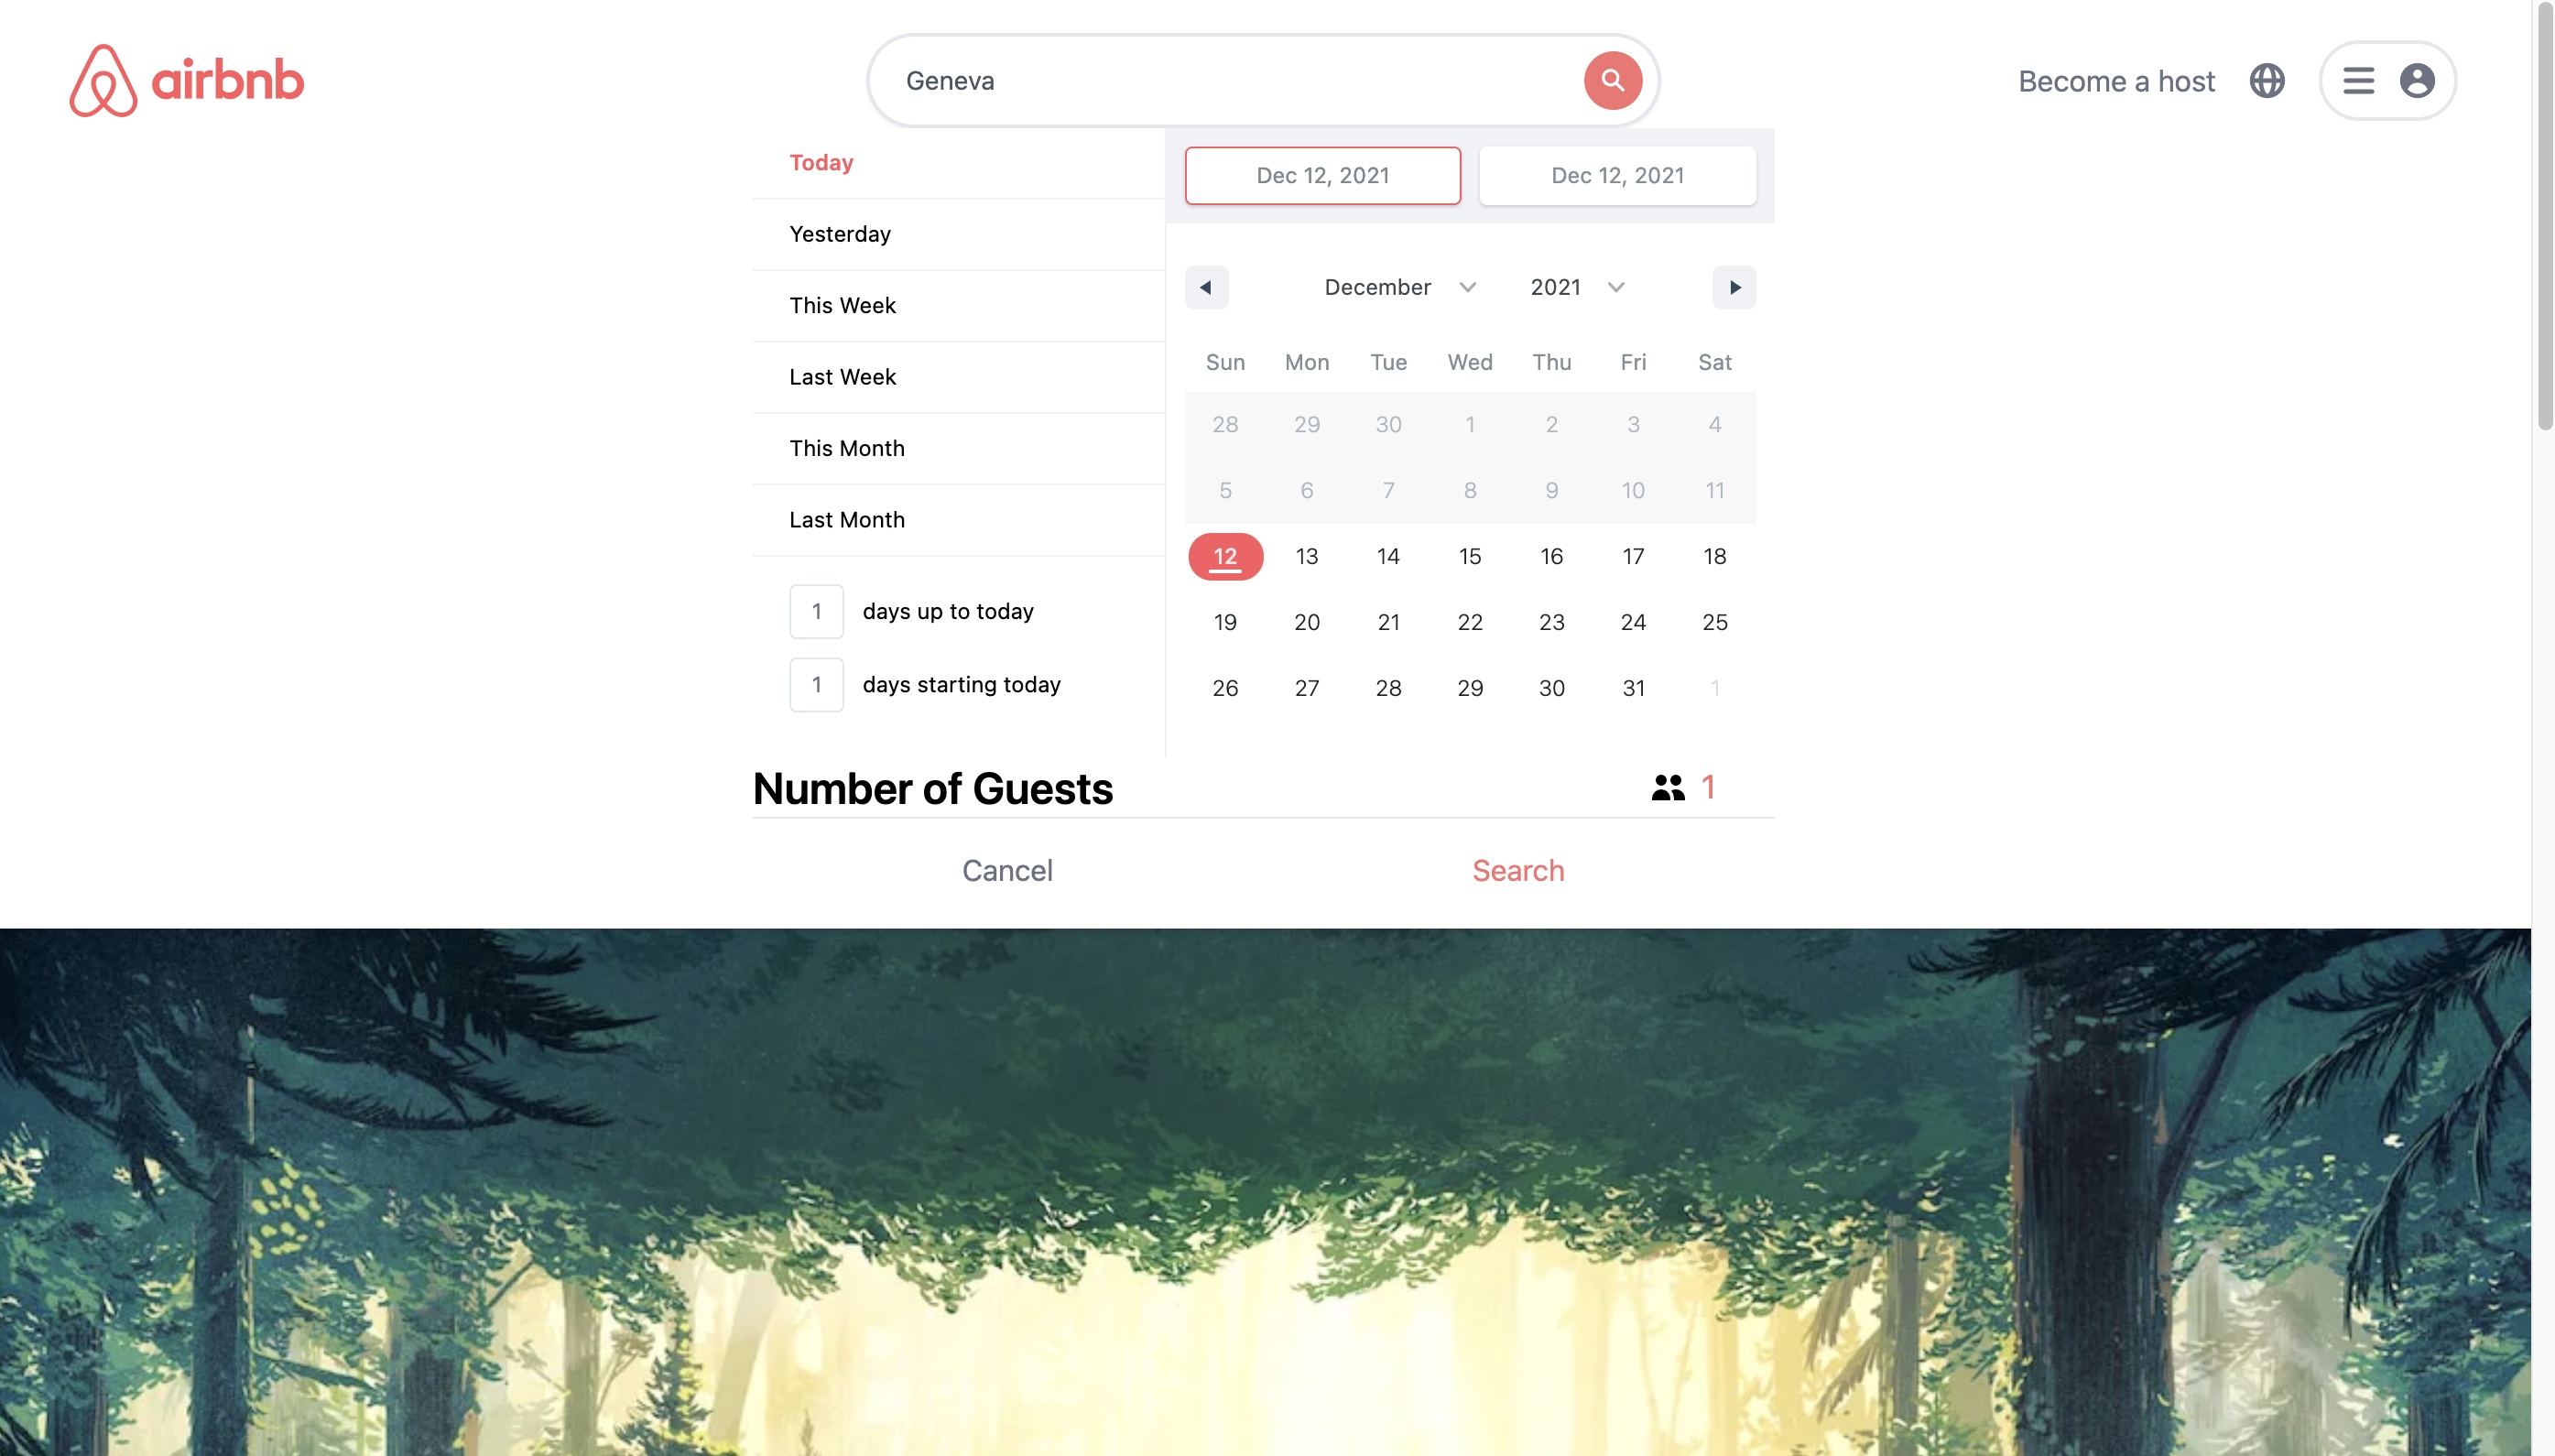 airbnb
Geneva
Become a host
Today
Yesterday
This Week
Last Week
This Month
Last Month
1 days up to today
1 days starting today
Dec 12, 2021 Dec 12, 2021
December 2021
Sun Mon Tue Wed Thu Fri Sat
28 29 30 1 2 3 4
5 6 7 8 9 10 11
12 13 14 15 16 17 18
19 20 21 22 23 24 25
26 27 28 29 30 31 1
Number of Guests 1
Cancel Search